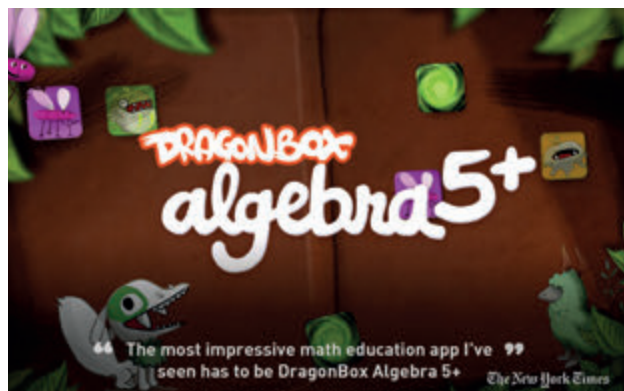 DRAGONBOX
algebra 5+
“ The most impressive math education app I've ”
seen has to be DragonBox Algebra 5+
The New York Times